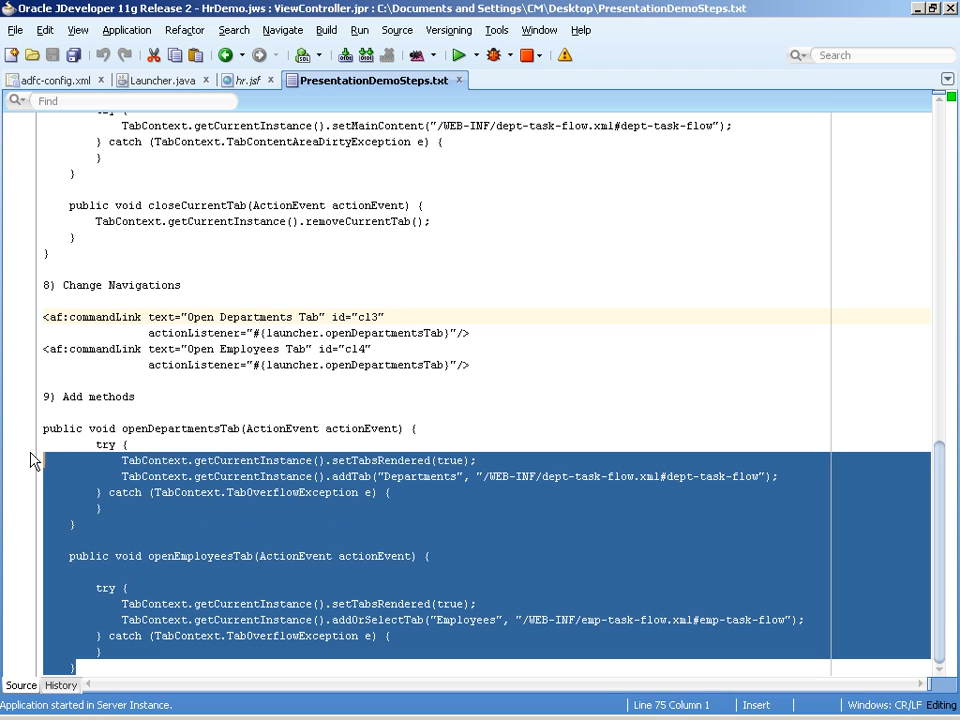 Oracle JDeveloper 11g Release 2 - HrDemo.jws : ViewController.jpr : C:\Documents and Settings\CM\Desktop\PresentationDemoSteps.txt
File Edit View Application Refactor Search Navigate Build Run Source Versioning Tools Window Help
Search
adfc-config.xml Launcher.java hr.jsf PresentationDemoSteps.txt
Find
TabContext.getCurrentInstance().setMainContent("/WEB-INF/dept-task-flow.xml#dept-task-flow");
} catch (TabContext.TabContentAreaDirtyException e) {
}
}
public void closeCurrentTab(ActionEvent actionEvent) {
TabContext.getCurrentInstance().removeCurrentTab();
}
}
8) Change Navigations
<af:commandLink text="Open Departments Tab" id="cl3"
actionListener="#{launcher.openDepartmentsTab}"/>
<af:commandLink text="Open Employees Tab" id="cl4"
actionListener="#{launcher.openDepartmentsTab}"/>
9) Add methods
public void openDepartmentsTab(ActionEvent actionEvent) {
try {
TabContext.getCurrentInstance().setTabsRendered(true);
TabContext.getCurrentInstance().addTab("Departments", "/WEB-INF/dept-task-flow.xml#dept-task-flow");
} catch (TabContext.TabOverflowException e) {
}
}
public void openEmployeesTab(ActionEvent actionEvent) {
try {
TabContext.getCurrentInstance().setTabsRendered(true);
TabContext.getCurrentInstance().addOrSelectTab("Employees", "/WEB-INF/emp-task-flow.xml#emp-task-flow");
} catch (TabContext.TabOverflowException e) {
}
}
Source History
Application started in Server Instance. Line 75 Column 1 Insert Windows: CR/LF Editing